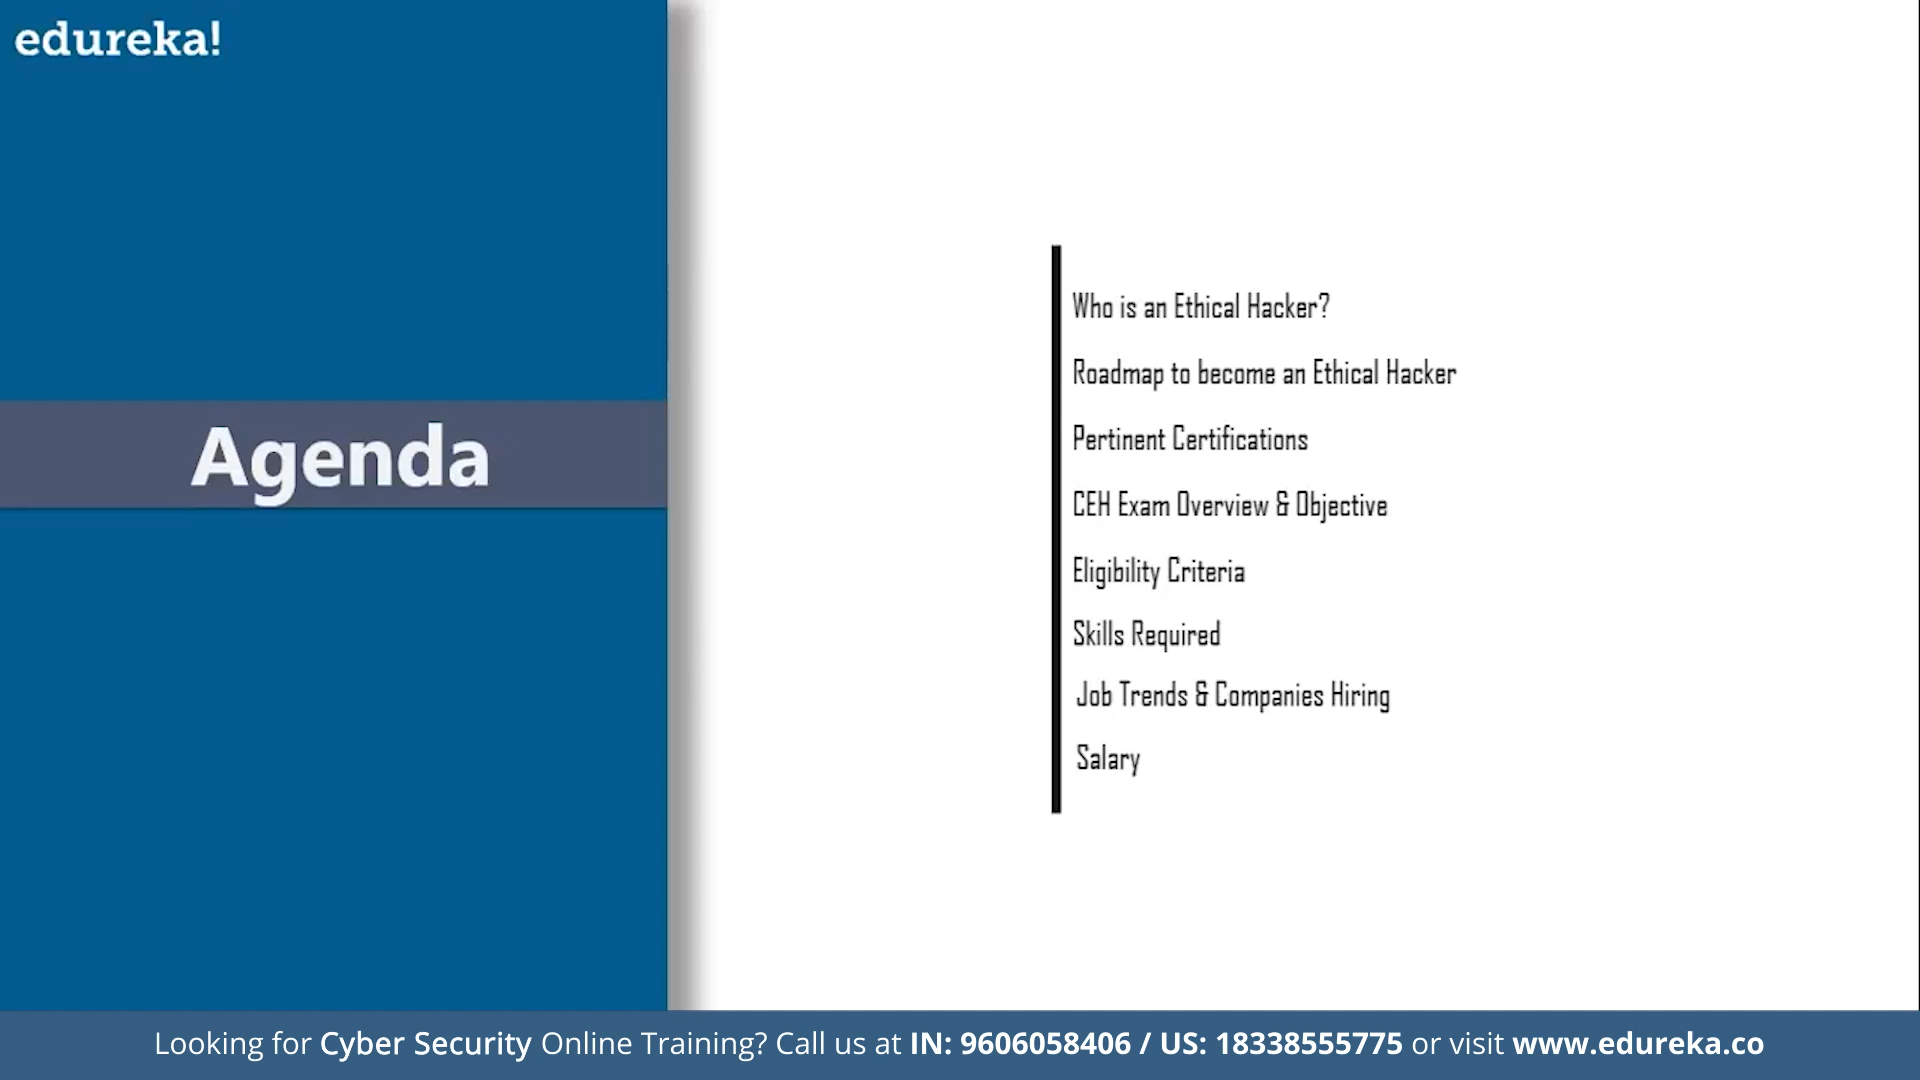 edureka!
Agenda
Who is an Ethical Hacker?
Roadmap to become an Ethical Hacker
Pertinent Certifications
CEH Exam Overview & Objective
Eligibility Criteria
Skills Required
Job Trends & Companies Hiring
Salary
Looking for Cyber Security Online Training? Call us at IN: 9606058406 / US: 18338555775 or visit www.edureka.co